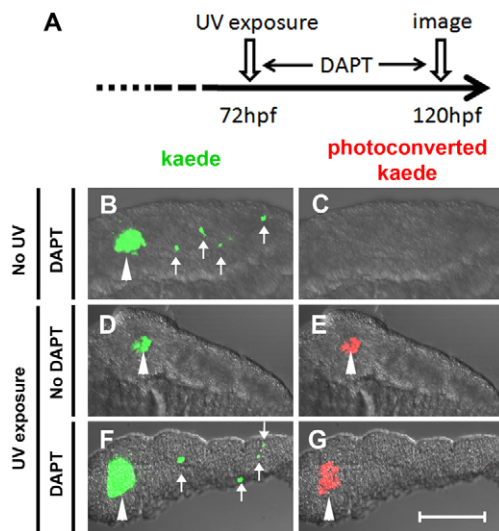 A
UV exposure
image
DAPT
72hpf
120hpf
kaede
photoconverted
kaede
No UV
DAPT
B
C
UV exposure
No DAPT
D
E
DAPT
F
G